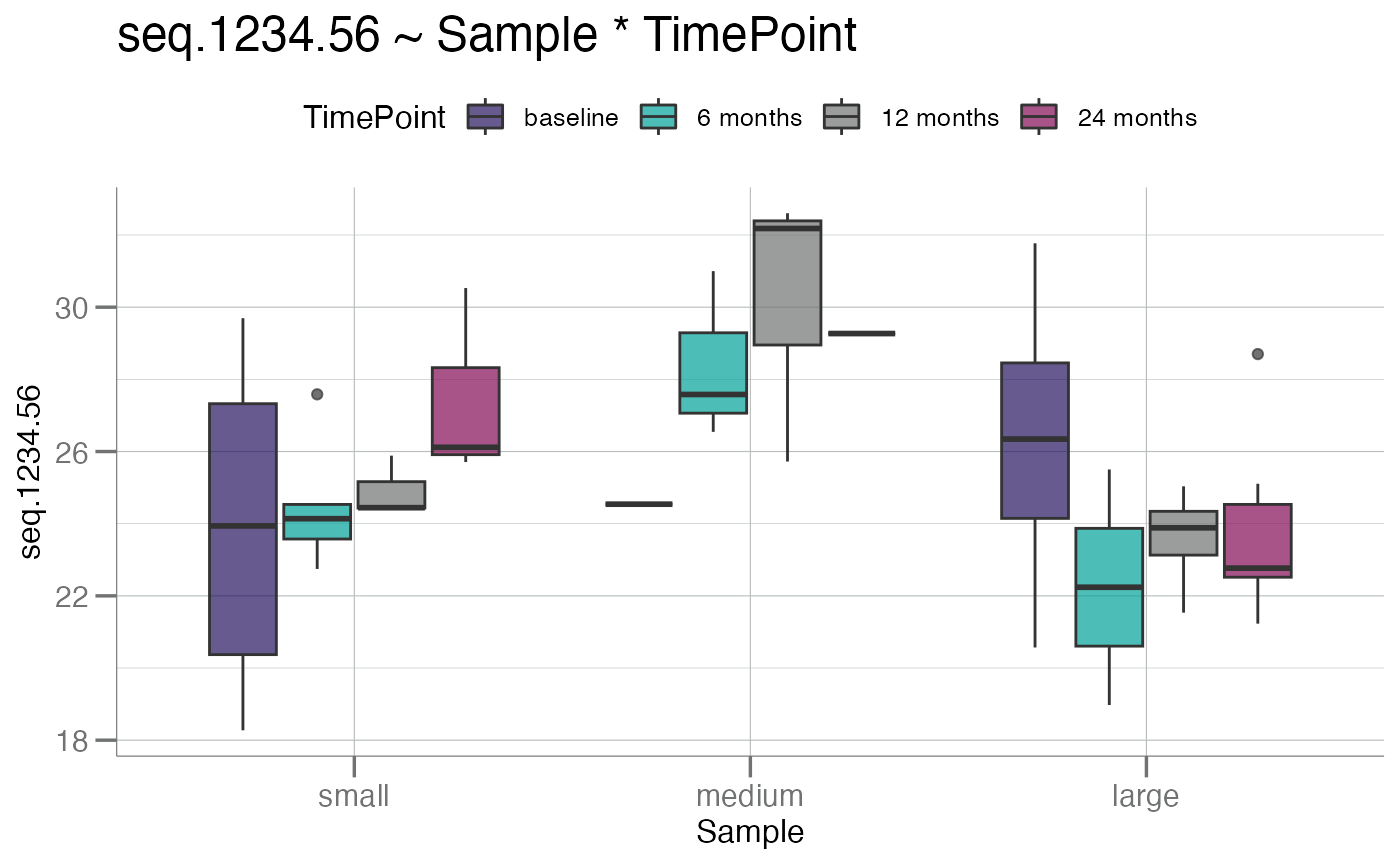 seq.1234.56 ~ Sample * TimePoint
TimePoint baseline 6 months 12 months 24 months
30
26
22
18
seq.1234.56
small medium large
Sample